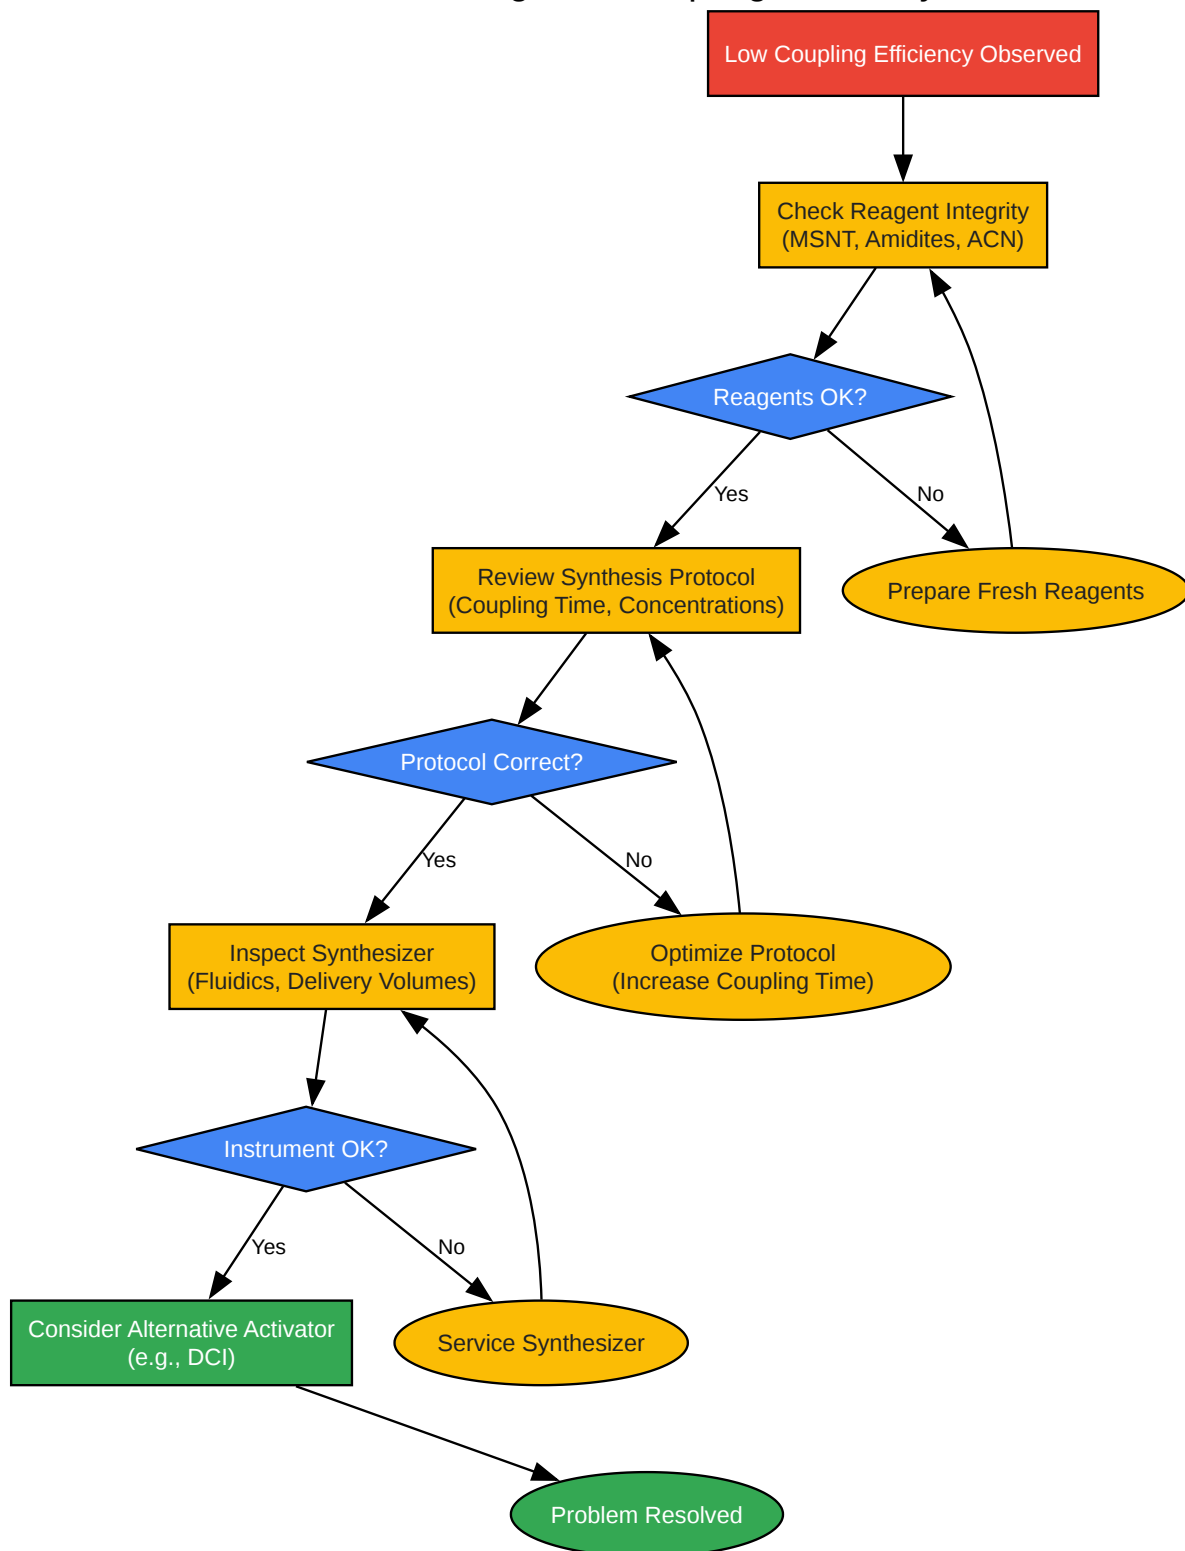 Low Coupling Efficiency Observed
Check Reagent Integrity
(MSNT, Amidites, ACN)
Reagents OK?
Yes
No
Review Synthesis Protocol
(Coupling Time, Concentrations)
Prepare Fresh Reagents
Protocol Correct?
Yes
No
Inspect Synthesizer
(Fluidics, Delivery Volumes)
Optimize Protocol
(Increase Coupling Time)
Instrument OK?
Yes
No
Consider Alternative Activator
(e.g., DCI)
Service Synthesizer
Problem Resolved